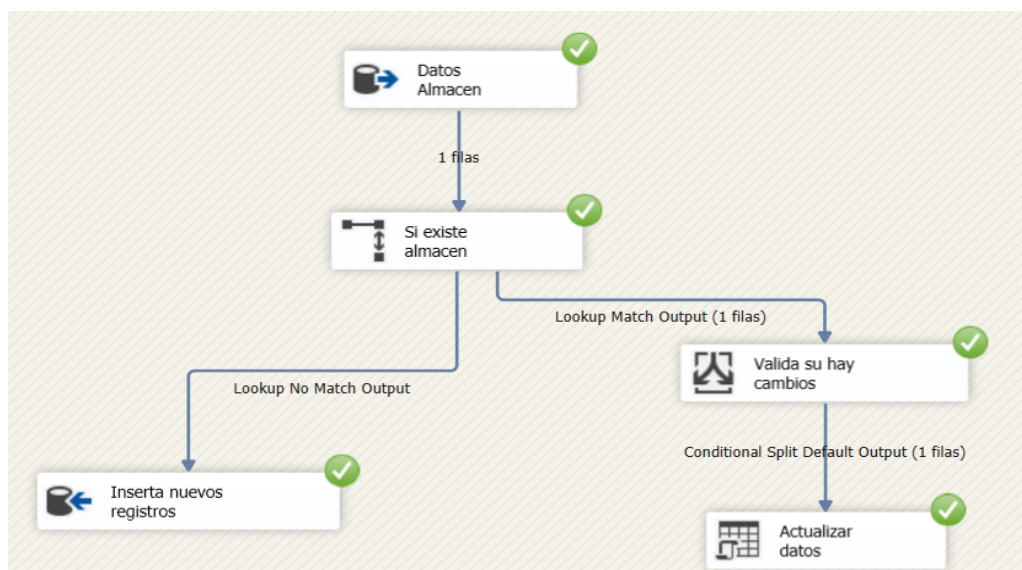 Datos
Almacen
1 filas
Si existe
almacen
Lookup Match Output (1 filas)
Valida su hay
cambios
Lookup No Match Output
Conditional Split Default Output (1 filas)
Inserta nuevos
registros
Actualizar
datos